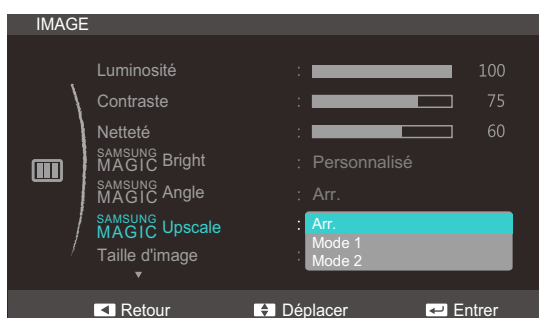 IMAGE
Luminosité : 100
Contraste : 75
Netteté : 60
SAMSUNG MAGIC Bright : Personnalisé
SAMSUNG MAGIC Angle : Arr.
SAMSUNG MAGIC Upscale : Arr.
Mode 1
Mode 2
Taille d'image :
Retour Déplacer Entrer